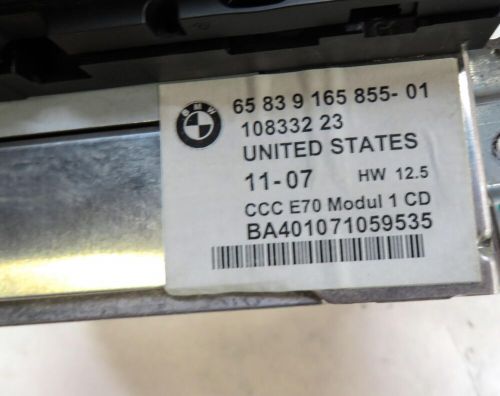 BMW
65 83 9 165 855- 01
108332 23
UNITED STATES
11-07 HW 12.5
CCC E70 Modul 1 CD
BA401071059535